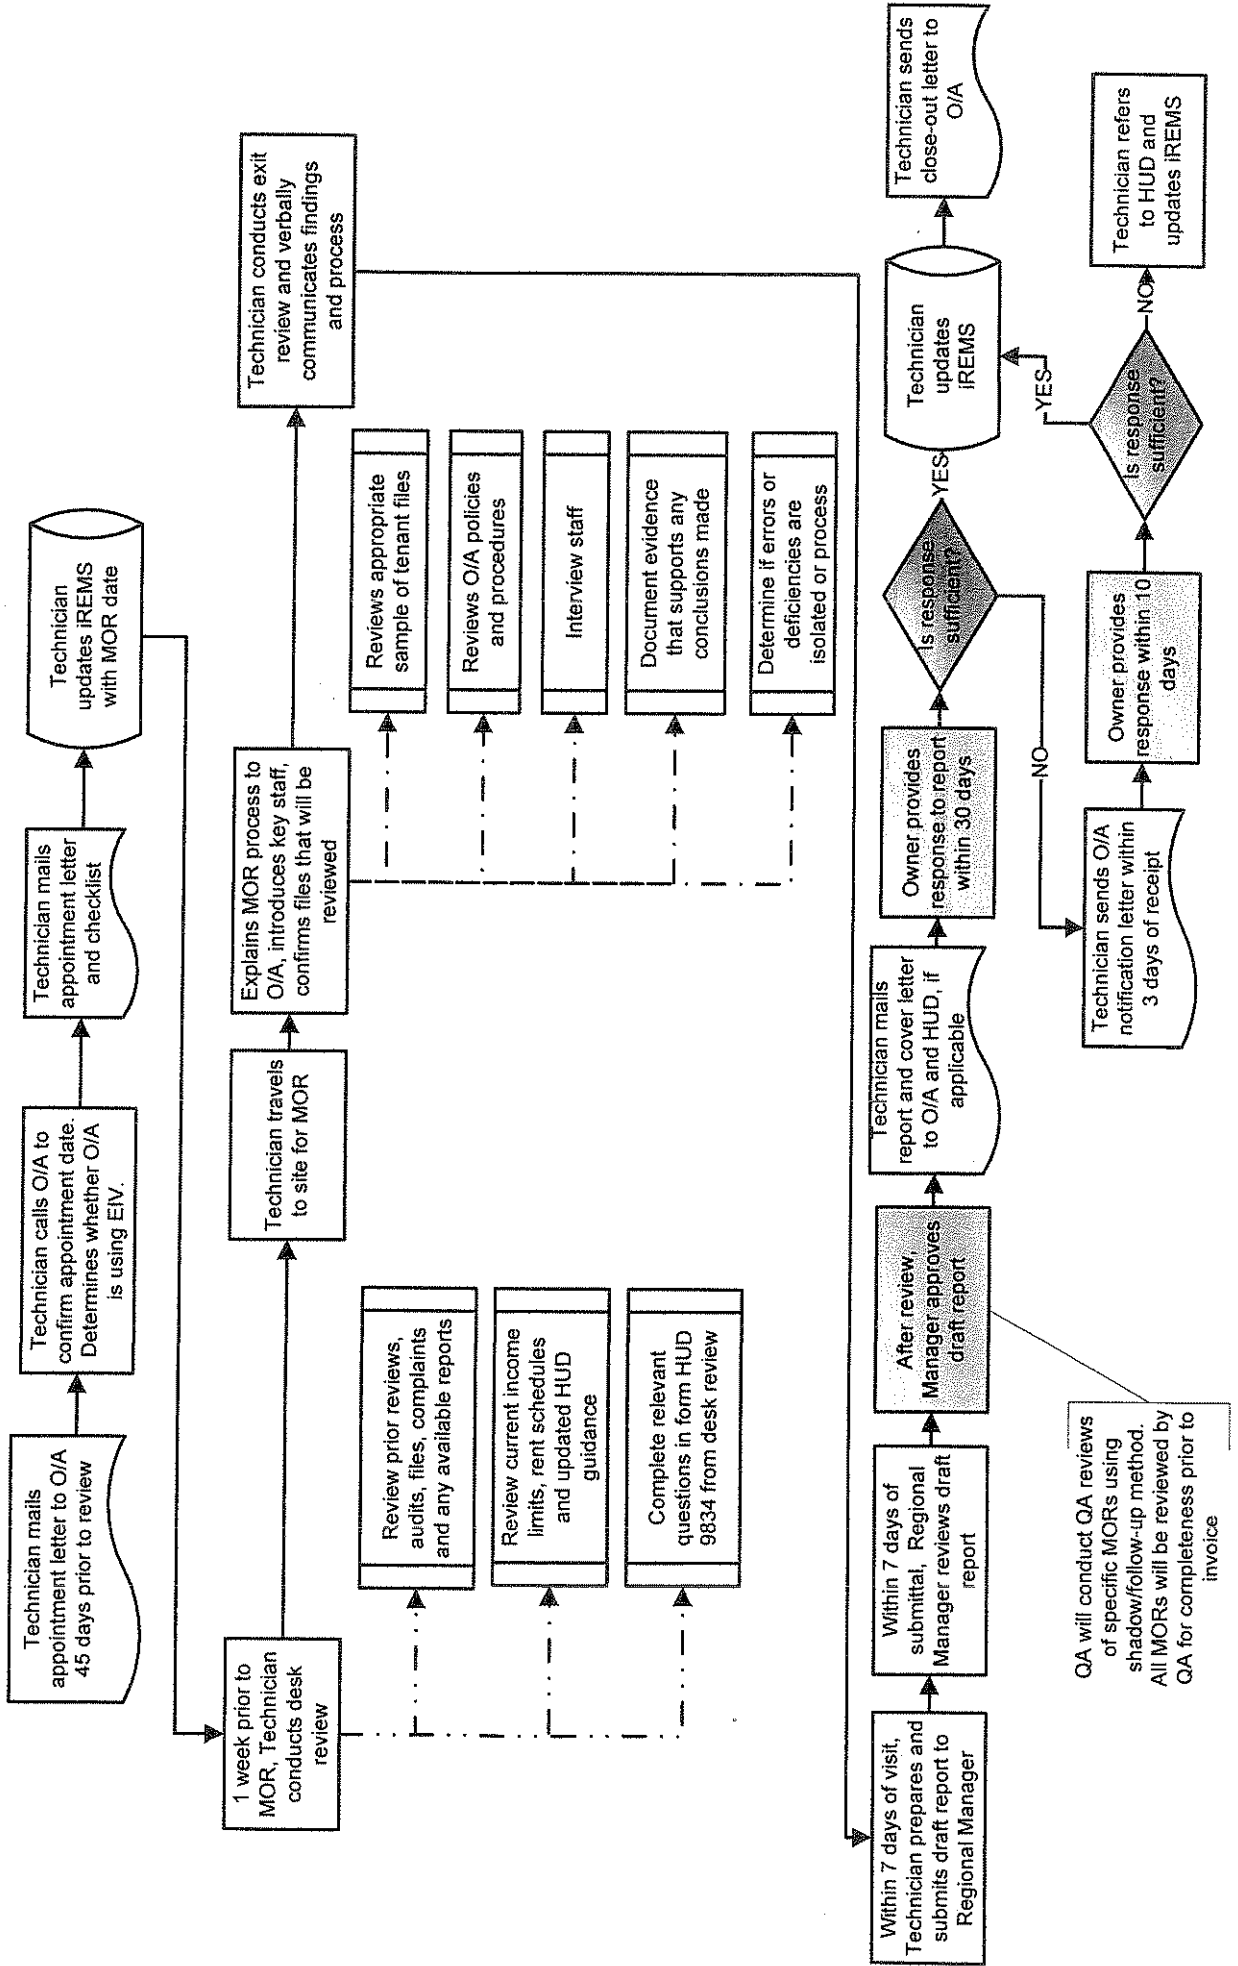 Technician mails
appointment letter to O/A
45 days prior to review
Technician calls O/A to
confirm appointment date.
Determines whether O/A
is using EIV.
Technician mails
appointment letter
and checklist
Technician
updates iREMS
with MOR date
1 week prior to
MOR, Technician
conducts desk
review
Review prior reviews,
audits, files, complaints
and any available reports
Review current income
limits, rent schedules
and updated HUD
guidance
Complete relevant
questions in form HUD
9834 from desk review
Technician travels
to site for MOR
Explains MOR process to
O/A, introduces key staff,
confirms files that will be
reviewed
Reviews appropriate
sample of tenant files
Reviews O/A policies
and procedures
Interview staff
Document evidence
that supports any
conclusions made
Determine if errors or
deficiencies are
isolated or process
Technician conducts exit
review and verbally
communicates findings
and process
Within 7 days of visit,
Technician prepares and
submits draft report to
Regional Manager
Within 7 days of
submittal, Regional
Manager reviews draft
report
After review,
Manager approves
draft report
QA will conduct QA reviews
of specific MORs using
shadow/follow-up method.
All MORs will be reviewed by
QA for completeness prior to
invoice
Technician mails
report and cover letter
to O/A and HUD, if
applicable
Owner provides
response to report
within 30 days
Is response
sufficient?
YES
NO
Technician
updates
iREMS
Technician sends
close-out letter to
O/A
Technician sends O/A
notification letter within
3 days of receipt
Owner provides
response within 10
days
Is response
sufficient?
YES
NO
Technician refers
to HUD and
updates iREMS